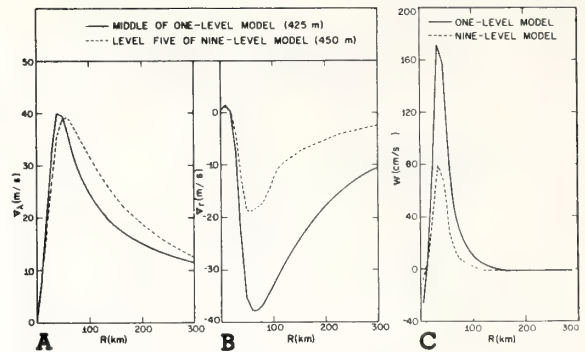 MIDDLE OF ONE-LEVEL MODEL (425 m)
LEVEL FIVE OF NINE-LEVEL MODEL (450 m)
ONE-LEVEL MODEL
NINE-LEVEL MODEL
50
40
30
20
10
0
V̄λ (m/s)
100
200
300
R(km)
A
0
-10
-20
-30
-40
V̄r (m/s)
100
200
300
R(km)
B
200
160
120
80
40
0
-40
W (cm/s)
0
100
200
300
R(km)
C